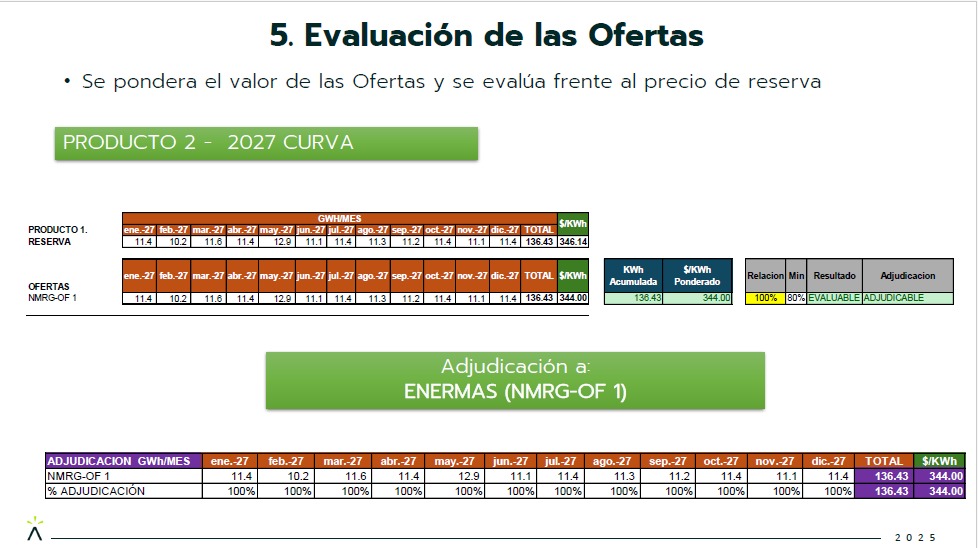 5. Evaluación de las Ofertas
• Se pondera el valor de las Ofertas y se evalúa frente al precio de reserva
PRODUCTO 2 - 2027 CURVA
GWH/MES $/KWh
PRODUCTO 1. ene.-27 feb.-27 mar.-27 abr.-27 may.-27 jun.-27 jul.-27 ago.-27 sep.-27 oct.-27 nov.-27 dic.-27 TOTAL
RESERVA 11.4 10.2 11.6 11.4 12.9 11.1 11.4 11.3 11.2 11.4 11.1 11.4 136.43 346.14
ene.-27 feb.-27 mar.-27 abr.-27 may.-27 jun.-27 jul.-27 ago.-27 sep.-27 oct.-27 nov.-27 dic.-27 TOTAL $/KWh
OFERTAS
NMRG-OF 1 11.4 10.2 11.6 11.4 12.9 11.1 11.4 11.3 11.2 11.4 11.1 11.4 136.43 344.00
KWh Acumulada $/KWh Ponderado
136.43 344.00
Relacion Min Resultado Adjudicacion
100% 80% EVALUABLE ADJUDICABLE
Adjudicación a:
ENERMAS (NMRG-OF 1)
ADJUDICACION GWh/MES ene.-27 feb.-27 mar.-27 abr.-27 may.-27 jun.-27 jul.-27 ago.-27 sep.-27 oct.-27 nov.-27 dic.-27 TOTAL $/KWh
NMRG-OF 1 11.4 10.2 11.6 11.4 12.9 11.1 11.4 11.3 11.2 11.4 11.1 11.4 136.43 344.00
% ADJUDICACIÓN 100% 100% 100% 100% 100% 100% 100% 100% 100% 100% 100% 100% 136.43 344.00
2025